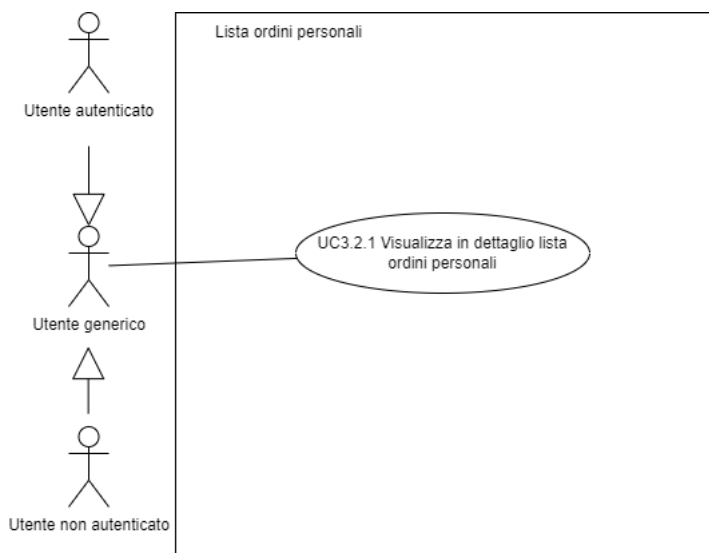 Lista ordini personali
Utente autenticato
UC3.2.1 Visualizza in dettaglio lista
ordini personali
Utente generico
Utente non autenticato